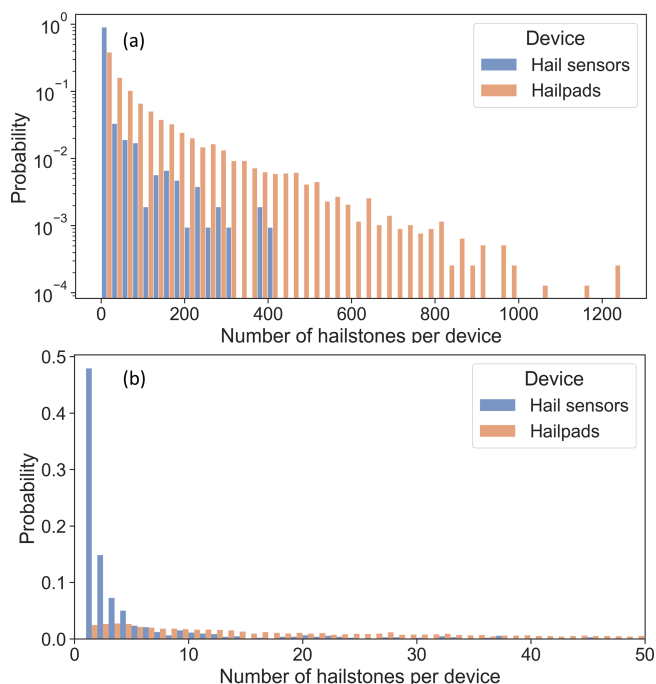 (a)
Device
Hail sensors
Hailpads
Probability
10⁰
10⁻¹
10⁻²
10⁻³
10⁻⁴
0 200 400 600 800 1000 1200
Number of hailstones per device
(b)
Device
Hail sensors
Hailpads
Probability
0.5
0.4
0.3
0.2
0.1
0.0
0 10 20 30 40 50
Number of hailstones per device